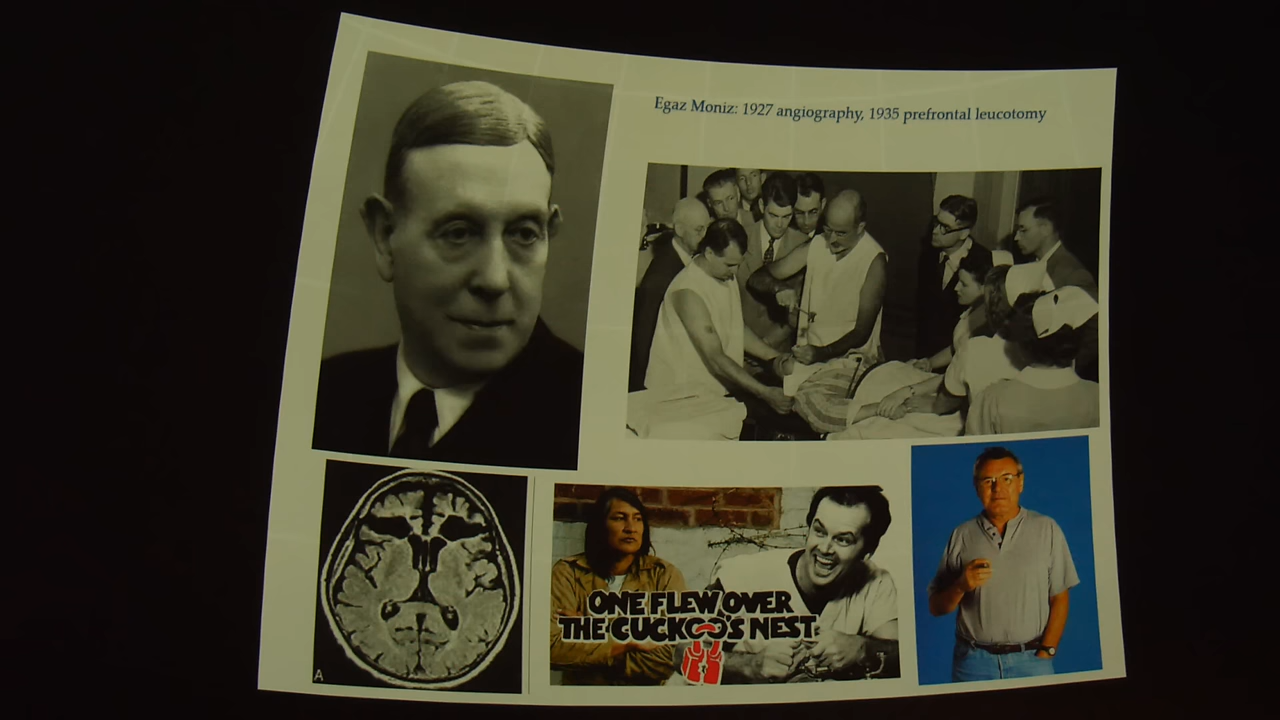 Egaz Moniz: 1927 angiography, 1935 prefrontal leucotomy
ONE FLEW OVER
THE CUCKOO'S NEST
A